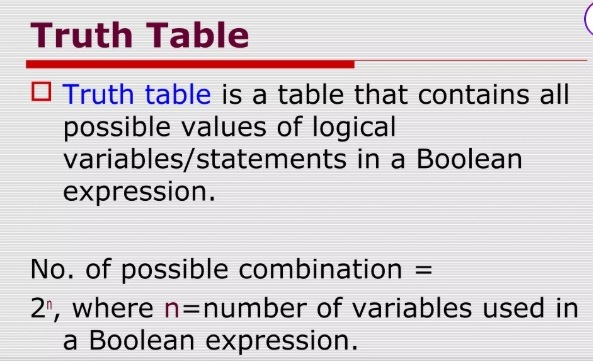 Truth Table
Truth table is a table that contains all
possible values of logical
variables/statements in a Boolean
expression.
No. of possible combination =
2ⁿ, where n=number of variables used in
a Boolean expression.